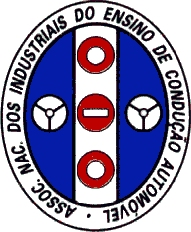 ASSOC. NAC. DOS INDUSTRIAIS DO ENSINO DE CONDUÇÃO AUTOMÓVEL ·